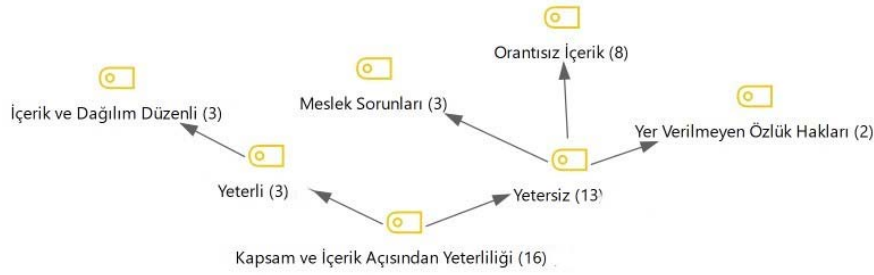 Orantısız İçerik (8)
İçerik ve Dağılım Düzenli (3)
Meslek Sorunları (3)
Yer Verilmeyen Özlük Hakları (2)
Yeterli (3)
Yetersiz (13)
Kapsam ve İçerik Açısından Yeterliliği (16)